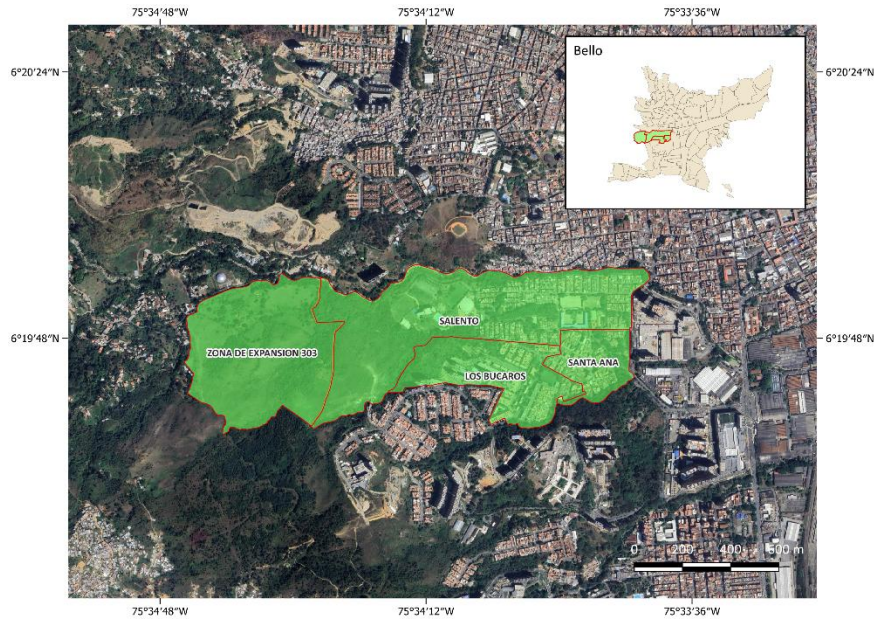 75°34'48"W 75°34'12"W 75°33'36"W
6°20'24"N 6°20'24"N
Bello
6°19'48"N 6°19'48"N
SALENTO
ZONA DE EXPANSION 303
SANTA ANA
LOS BUCAROS
0 200 400 600 m
75°34'48"W 75°34'12"W 75°33'36"W